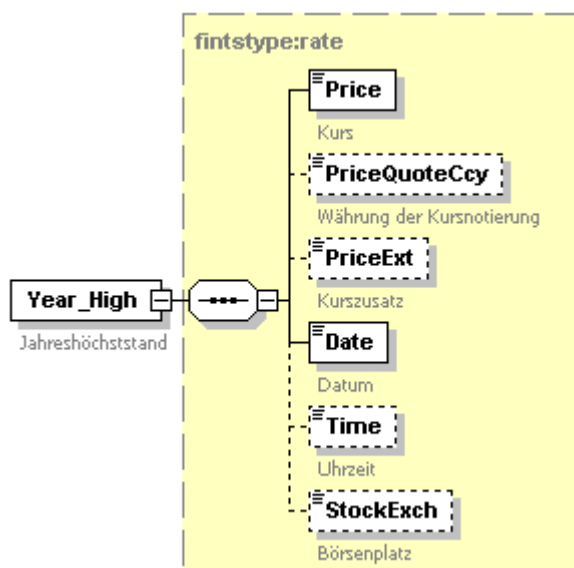 fintstype:rate
Price
Kurs
PriceQuoteCcy
Währung der Kursnotierung
PriceExt
Kurszusatz
Year_High
Jahreshöchststand
Date
Datum
Time
Uhrzeit
StockExch
Börsenplatz